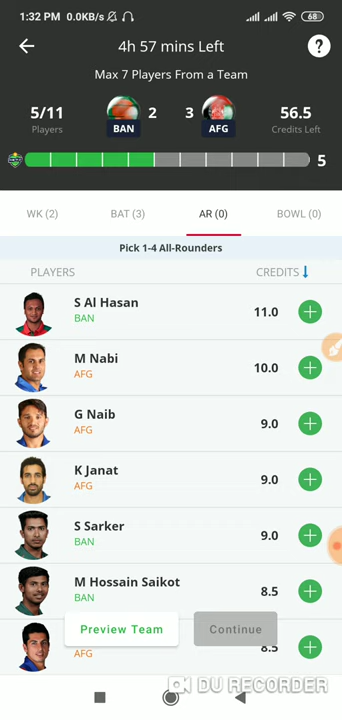 1:32 PM 0.0KB/s 68
4h 57 mins Left
?
Max 7 Players From a Team
5/11 2 3 56.5
Players BAN AFG Credits Left
5
WK (2) BAT (3) AR (0) BOWL (0)
Pick 1-4 All-Rounders
PLAYERS CREDITS
S Al Hasan
BAN
11.0
M Nabi
AFG
10.0
G Naib
AFG
9.0
K Janat
AFG
9.0
S Sarker
BAN
9.0
M Hossain Saikot
BAN
8.5
Preview Team Continue
AFG
8.5
DU RECORDER